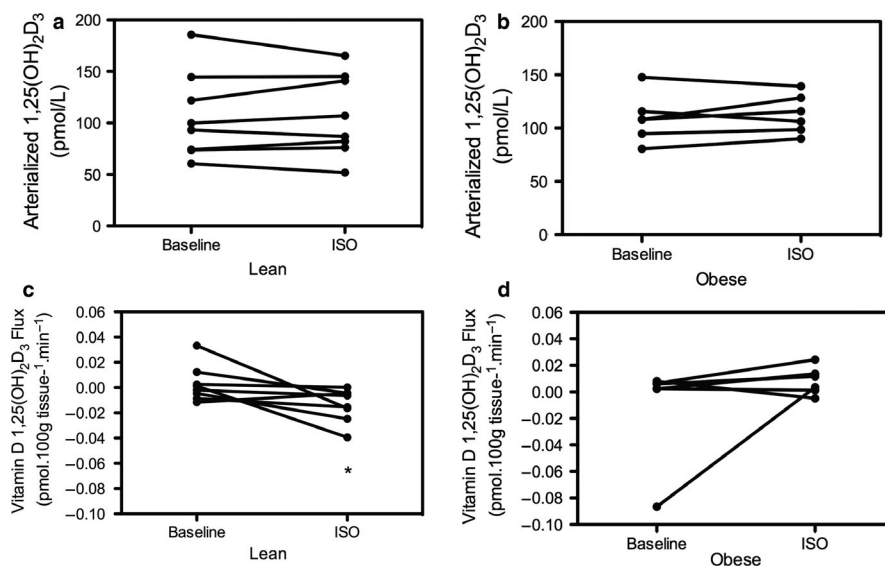 a
Arterialized 1,25(OH)₂D₃
(pmol/L)
200
150
100
50
0
Baseline
ISO
Lean
b
Arterialized 1,25(OH)₂D₃
(pmol/L)
200
150
100
50
0
Baseline
ISO
Obese
c
Vitamin D 1,25(OH)₂D₃ Flux
(pmol.100g tissue-¹.min⁻¹)
0.06
0.04
0.02
0.00
−0.02
−0.04
−0.06
−0.08
−0.10
*
Baseline
ISO
Lean
d
Vitamin D 1,25(OH)₂D₃ Flux
(pmol.100g tissue-¹.min⁻¹)
0.06
0.04
0.02
0.00
−0.02
−0.04
−0.06
−0.08
−0.10
Baseline
ISO
Obese